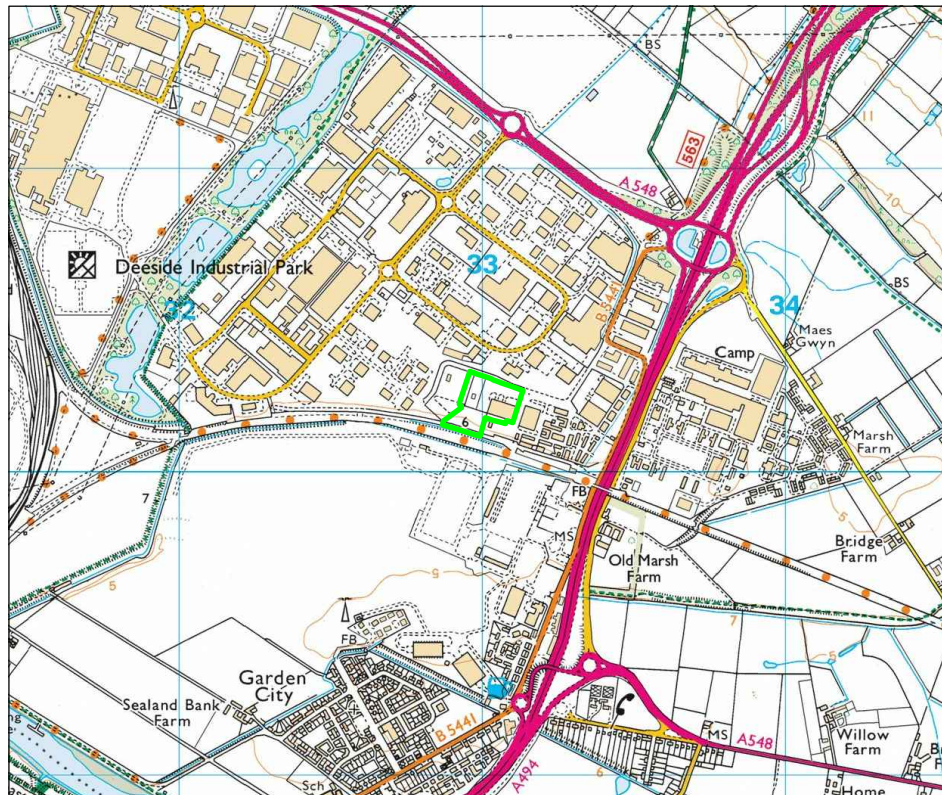 BS
11
563
A 548
10
Deeside Industrial Park
33
32
B 5441
34
BS
Maes
Gwyn
Camp
6
Marsh
Farm
7
FB
5
MS
Bridge
Farm
Old Marsh
Farm
5
5
7
FB
5
Garden
City
Sealand Bank
Farm
B 5441
MS
A548
Willow
Farm
A494
6
Sch
Home